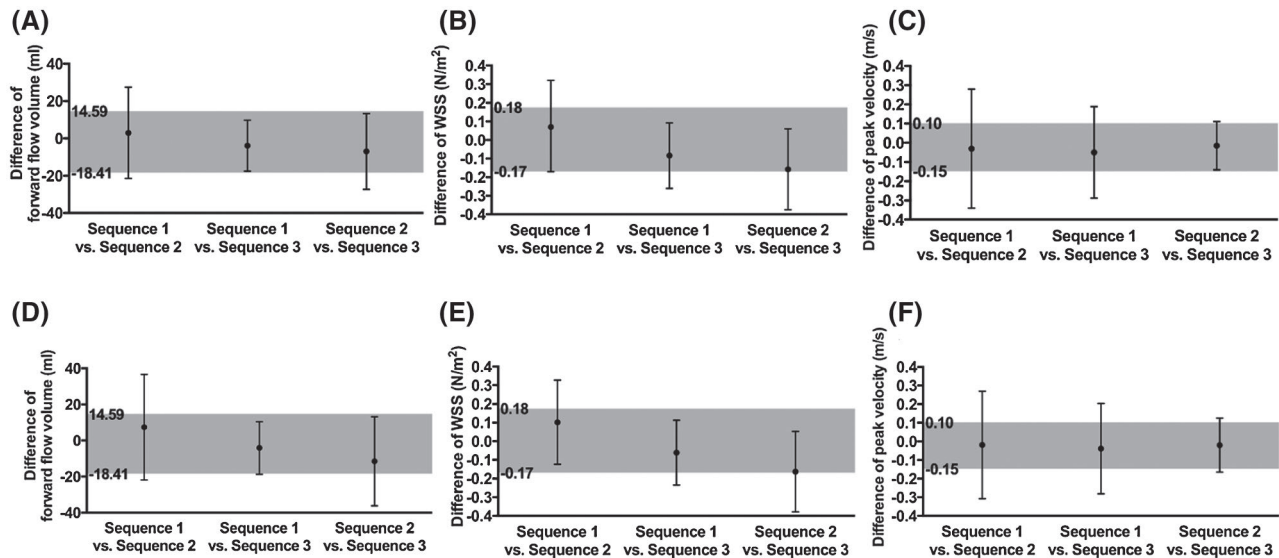 (A)
Difference of
forward flow volume (ml)
40
20
14.59
0
-18.41
-20
-40
Sequence 1
vs. Sequence 2
Sequence 1
vs. Sequence 3
Sequence 2
vs. Sequence 3
(B)
Difference of WSS (N/m²)
0.4
0.3
0.2
0.18
0.1
0.0
-0.1
-0.17
-0.2
-0.3
-0.4
Sequence 1
vs. Sequence 2
Sequence 1
vs. Sequence 3
Sequence 2
vs. Sequence 3
(C)
Difference of peak velocity (m/s)
0.4
0.3
0.2
0.10
0.1
0.0
-0.1
-0.15
-0.2
-0.3
-0.4
Sequence 1
vs. Sequence 2
Sequence 1
vs. Sequence 3
Sequence 2
vs. Sequence 3
(D)
Difference of
forward flow volume (ml)
40
20
14.59
0
-18.41
-20
-40
Sequence 1
vs. Sequence 2
Sequence 1
vs. Sequence 3
Sequence 2
vs. Sequence 3
(E)
Difference of WSS (N/m²)
0.4
0.3
0.2
0.18
0.1
0.0
-0.1
-0.17
-0.2
-0.3
-0.4
Sequence 1
vs. Sequence 2
Sequence 1
vs. Sequence 3
Sequence 2
vs. Sequence 3
(F)
Difference of peak velocity (m/s)
0.4
0.3
0.2
0.10
0.1
0.0
-0.1
-0.15
-0.2
-0.3
-0.4
Sequence 1
vs. Sequence 2
Sequence 1
vs. Sequence 3
Sequence 2
vs. Sequence 3